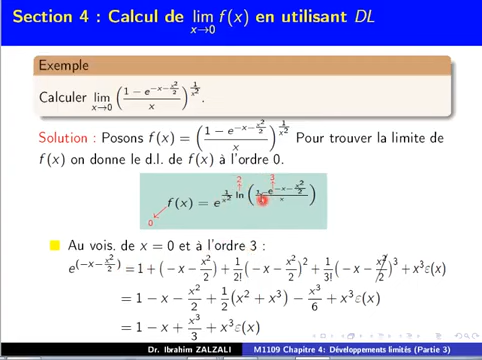 Section 4 : Calcul de lim_{x→0} f(x) en utilisant DL
Exemple
Calculer lim_{x→0} ((1 − e^{−x−x²/2})/x)^{1/x²}.
Solution : Posons f(x) = ((1 − e^{−x−x²/2})/x)^{1/x²} Pour trouver la limite de
f(x) on donne le d.l. de f(x) à l'ordre 0.
2 3
f(x) = e^{1/x² ln((1−e^{−x−x²/2})/x)}
0
Au vois. de x = 0 et à l'ordre 3 :
e^{(−x−x²/2)} = 1 + (−x − x²/2) + 1/2! (−x − x²/2)² + 1/3! (−x − x²/2)³ + x³ε(x)
= 1 − x − x²/2 + 1/2 (x² + x³) − x³/6 + x³ε(x)
= 1 − x + x³/3 + x³ε(x)
Dr. Ibrahim ZALZALI M1109 Chapitre 4: Développements limités (Partie 3)